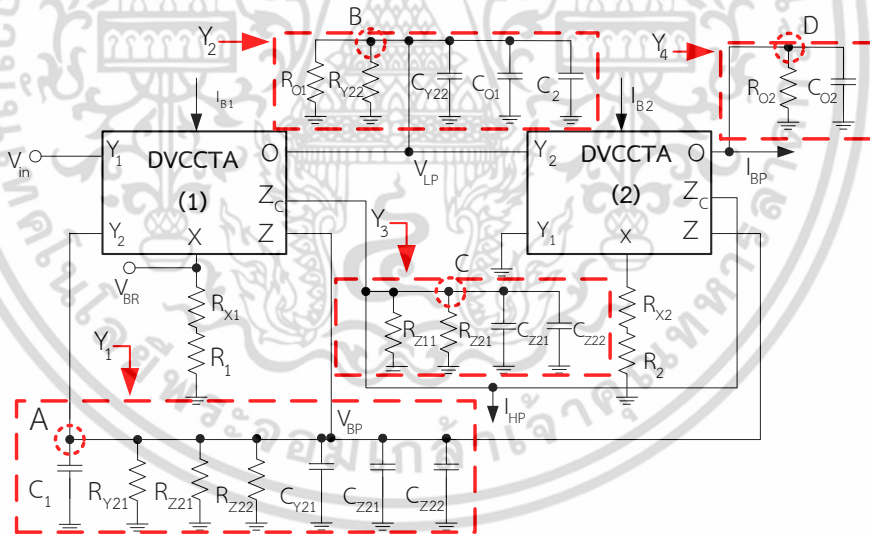 Y2
B
D
Y4
RO1
RY22
CY22
CO1
C2
RO2
CO2
IB1
IB2
Vin
Y1
DVCCTA
O
(1)
ZC
Y2
X
Z
VLP
Y2
DVCCTA
O
(2)
ZC
Y1
X
Z
IBP
Y3
C
VBR
RX1
R1
RZ11
RZ21
CZ21
CZ22
RX2
R2
Y1
A
VBP
IHP
C1
RY21
RZ21
RZ22
CY21
CZ21
CZ22